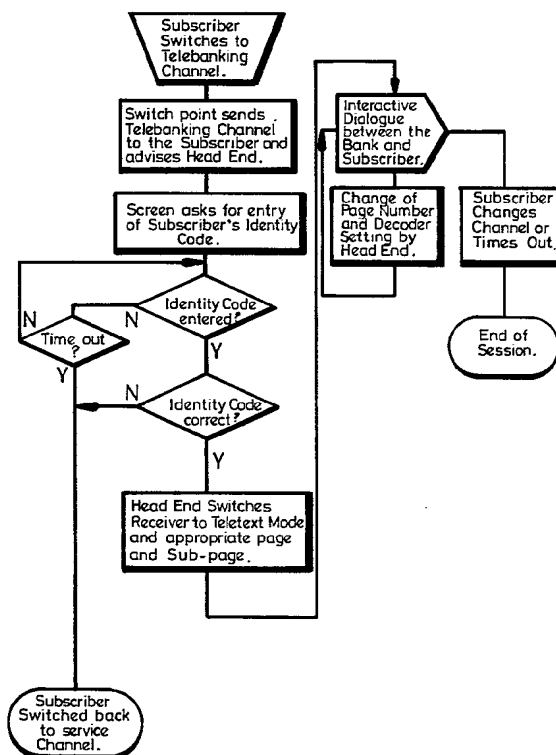 Subscriber
Switches to
Telebanking
Channel.
Switch point sends
Telebanking Channel
to the Subscriber and
advises Head End.
Screen asks for entry
of Subscriber's Identity
Code.
Identity Code
entered?
N
N
Time out
?
Y
Y
N
Identity Code
correct?
Y
Head End Switches
Receiver to Teletext Mode
and appropriate page
and Sub-page.
Subscriber
Switched back
to service
Channel.
Interactive
Dialogue
between the
Bank and
Subscriber.
Change of
Page Number
and Decoder
Setting by
Head End.
Subscriber
Changes
Channel or
Times Out.
End of
Session.